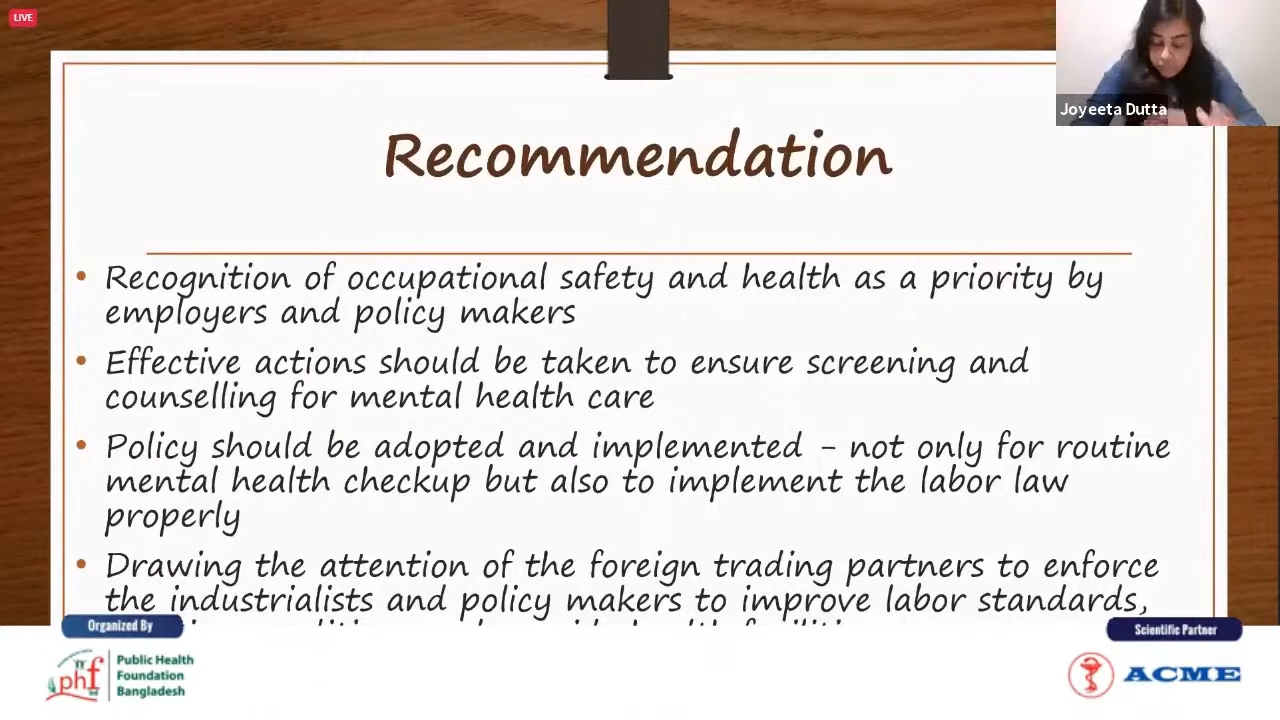 LIVE
Joyeeta Dutta
Recommendation
• Recognition of occupational safety and health as a priority by
employers and policy makers
• Effective actions should be taken to ensure screening and
counselling for mental health care
• Policy should be adopted and implemented - not only for routine
mental health checkup but also to implement the labor law
properly
• Drawing the attention of the foreign trading partners to enforce
the industrialists and policy makers to improve labor standards,
Organized By
phf
Public Health
Foundation
Bangladesh
Scientific Partner
ACME